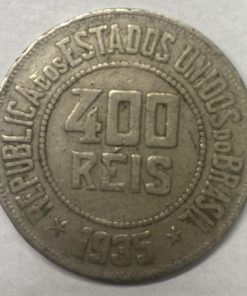 REPUBLICA DOS ESTADOS UNIDOS DO BRASIL
400
RÉIS
1935